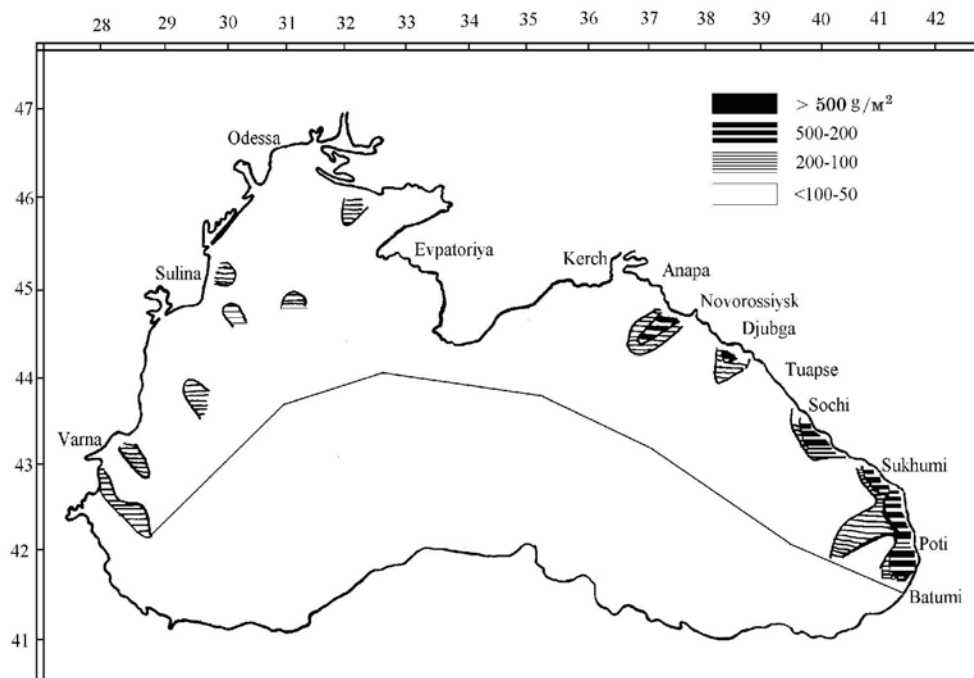 28 29 30 31 32 33 34 35 36 37 38 39 40 41 42
47
> 500 g/м²
500-200
Odessa
200-100
46
<100-50
Evpatoriya
Kerch
Anapa
Sulina
45
Novorossiysk
Djubga
44
Tuapse
Sochi
Varna
43
Sukhumi
42
Poti
Batumi
41